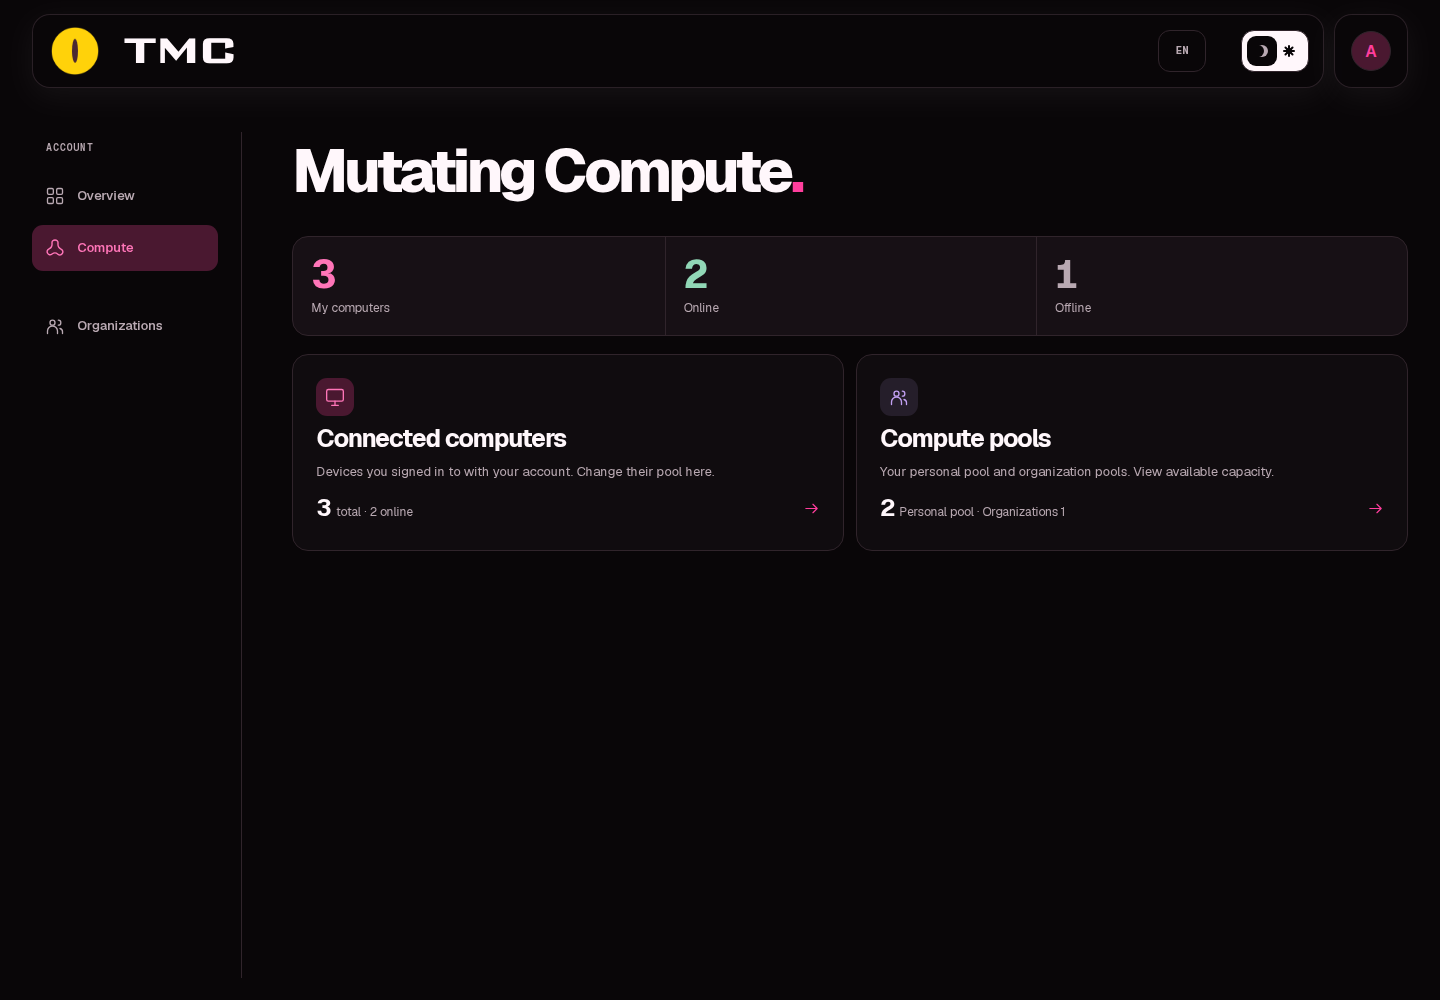 TMC
EN
A
ACCOUNT
Overview
Compute
Organizations
Mutating Compute.
3
My computers
2
Online
1
Offline
Connected computers
Devices you signed in to with your account. Change their pool here.
3 total · 2 online →
Compute pools
Your personal pool and organization pools. View available capacity.
2 Personal pool · Organizations 1 →